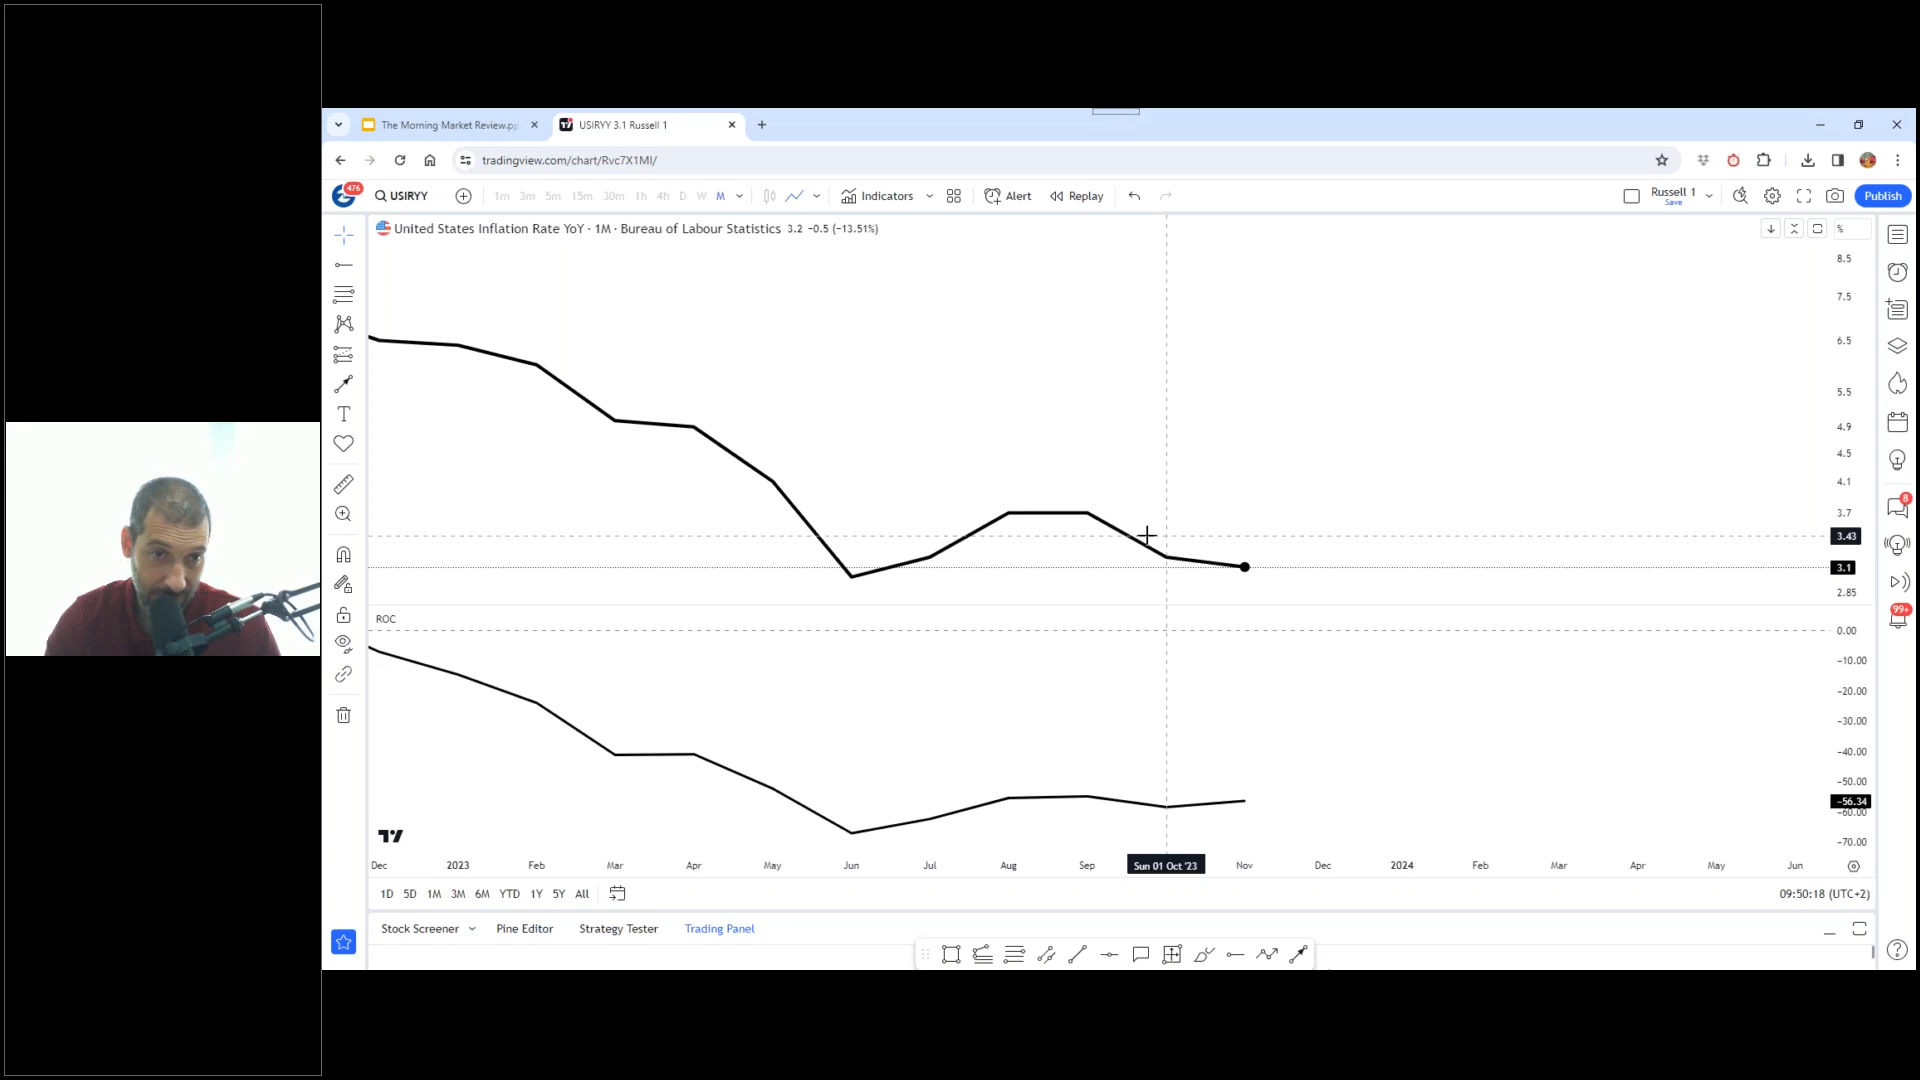 The Morning Market Review.pp
USIRYY 3.1 Russell 1
tradingview.com/chart/Rvc7X1MI/
476
USIRYY
1m 3m 5m 15m 30m 1h 4h D W M
Indicators
Alert
Replay
Russell 1
Save
Publish
United States Inflation Rate YoY · 1M · Bureau of Labour Statistics 3.2 −0.5 (−13.51%)
%
8.5
7.5
6.5
5.5
4.9
4.5
4.1
3.7
3.43
3.1
2.85
8
99+
ROC
0.00
−10.00
−20.00
−30.00
−40.00
−50.00
−56.34
−60.00
−70.00
Dec 2023 Feb Mar Apr May Jun Jul Aug Sep Sun 01 Oct '23 Nov Dec 2024 Feb Mar Apr May Jun
1D 5D 1M 3M 6M YTD 1Y 5Y All
09:50:18 (UTC+2)
Stock Screener Pine Editor Strategy Tester Trading Panel